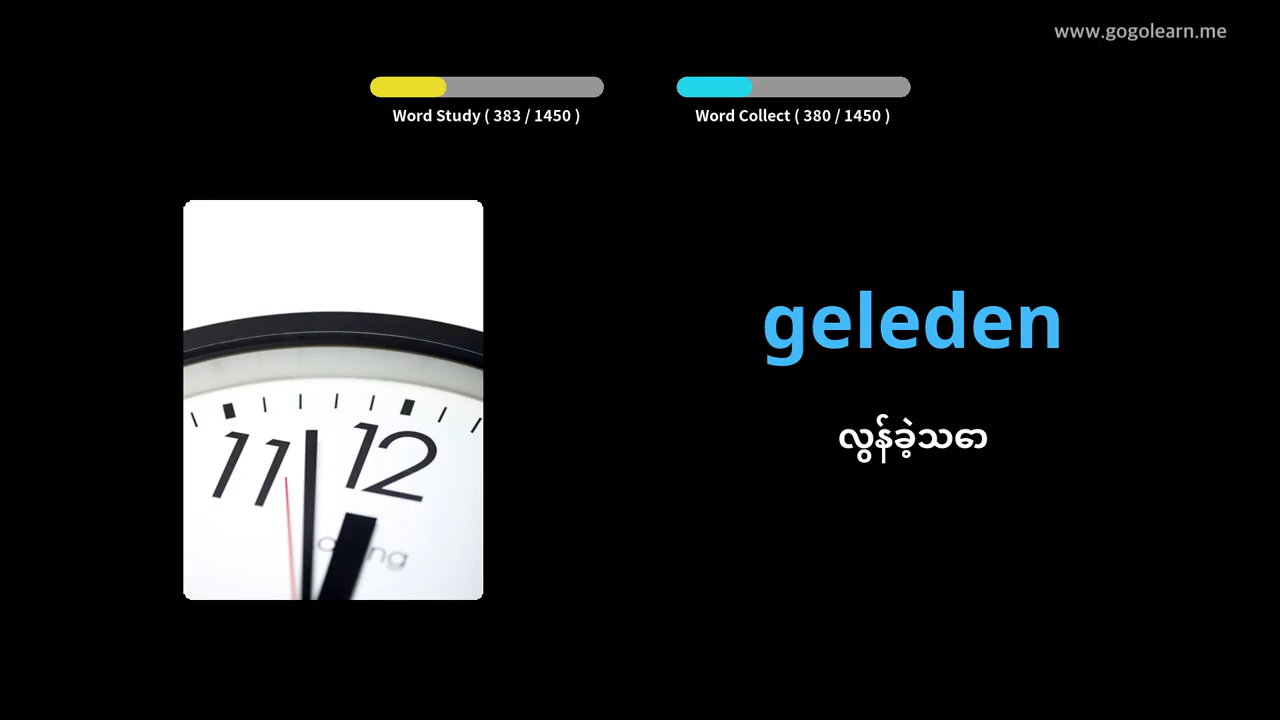 www.gogolearn.me
Word Study ( 383 / 1450 )
Word Collect ( 380 / 1450 )
geleden
လွန်ခဲ့သော
11 12